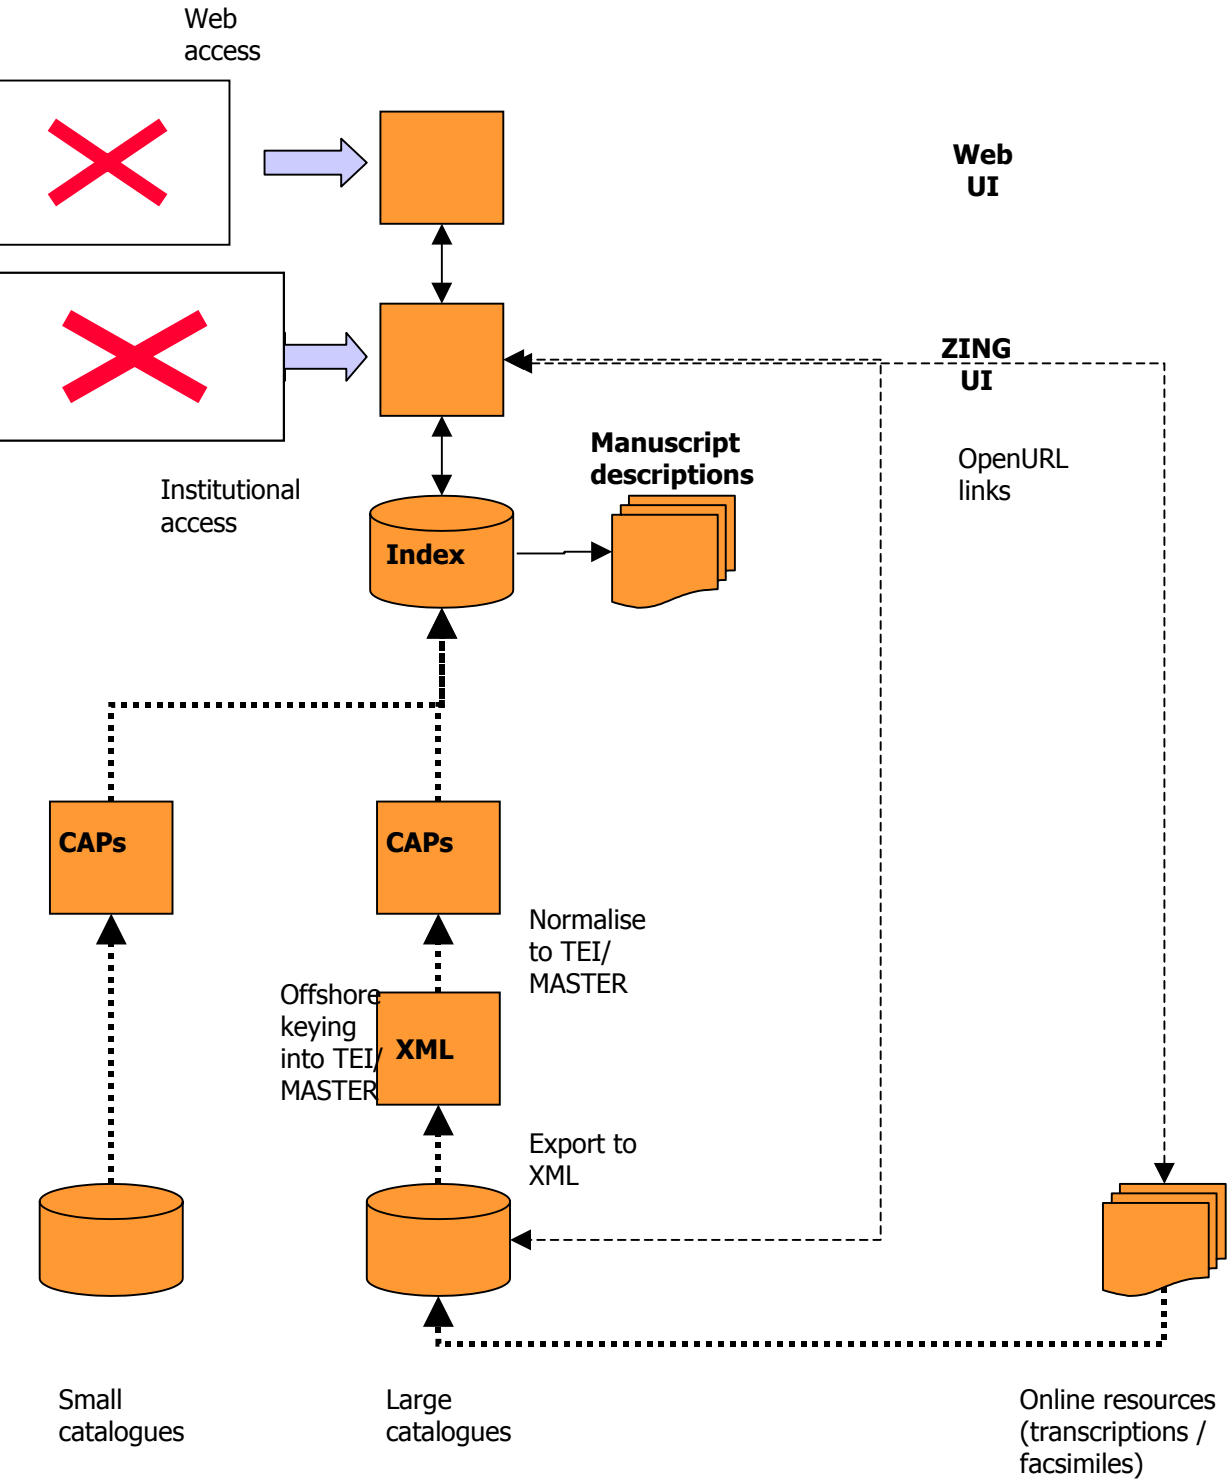 Web
access
Web
UI
ZING
UI
Manuscript
descriptions
OpenURL
links
Institutional
access
Index
CAPs
CAPs
Normalise
to TEI/
MASTER
Offshore
keying
into TEI/
MASTER
XML
Export to
XML
Small
catalogues
Large
catalogues
Online resources
(transcriptions /
facsimiles)